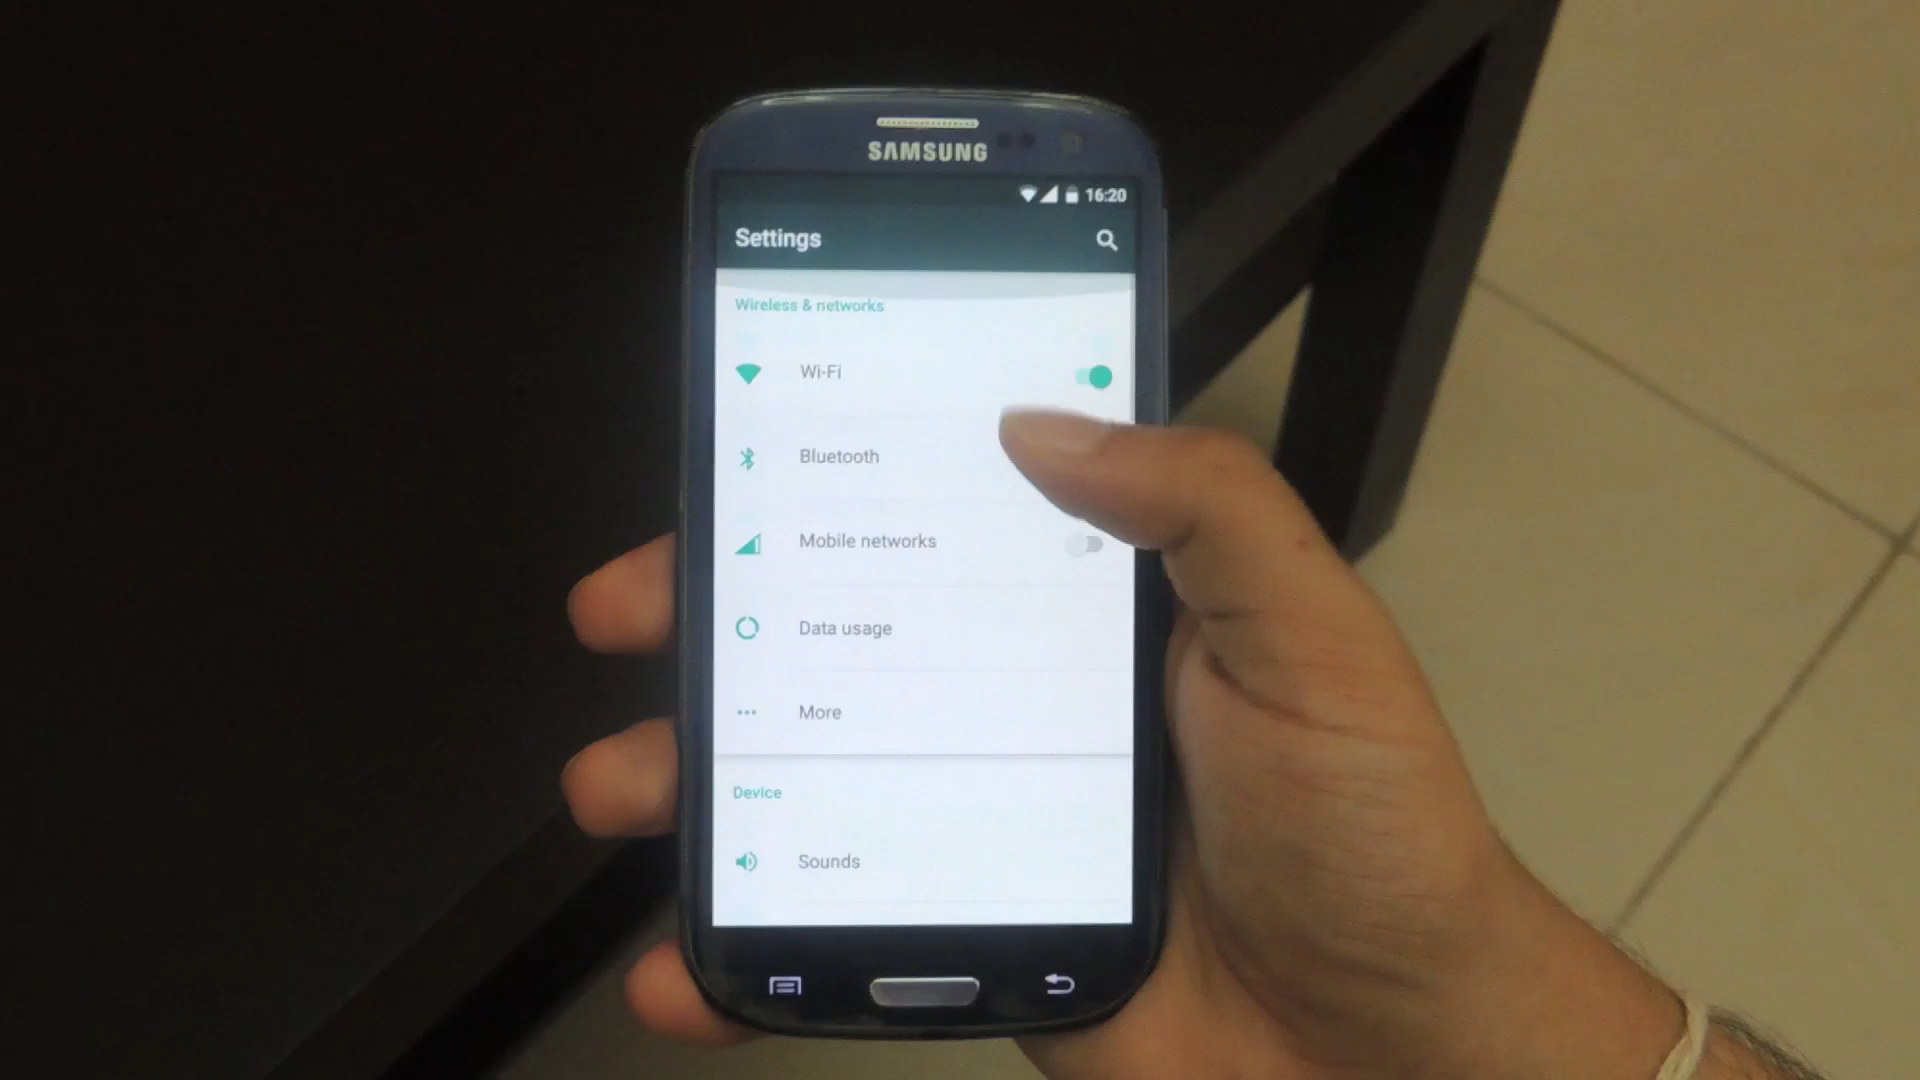 SAMSUNG
16:20
Settings
Wireless & networks
Wi-Fi
Bluetooth
Mobile networks
Data usage
More
Device
Sounds